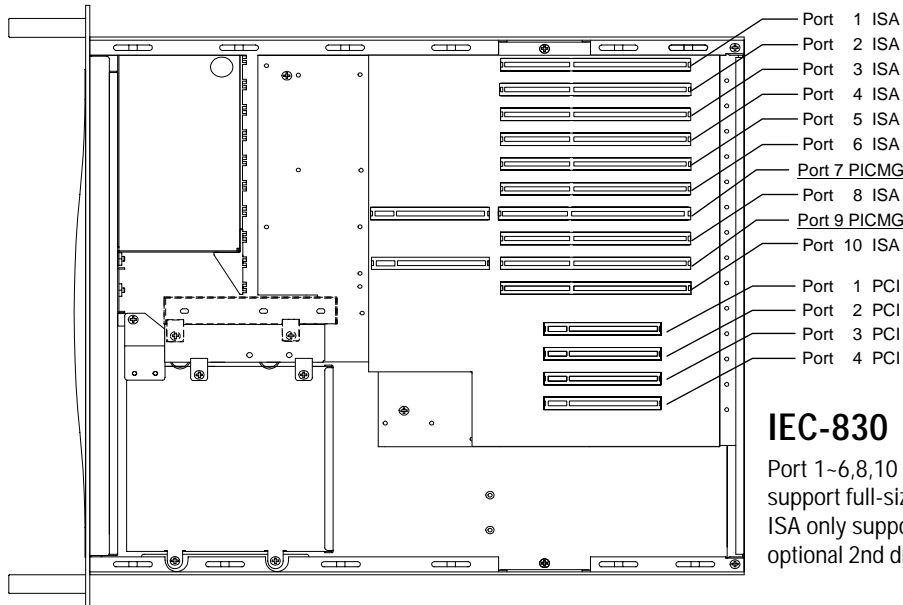 Port 1 ISA
Port 2 ISA
Port 3 ISA
Port 4 ISA
Port 5 ISA
Port 6 ISA
Port 7 PICMG
Port 8 ISA
Port 9 PICMG
Port 10 ISA
Port 1 PCI
Port 2 PCI
Port 3 PCI
Port 4 PCI
IEC-830
Port 1~6,8,10
support full-siz
ISA only suppo
optional 2nd d